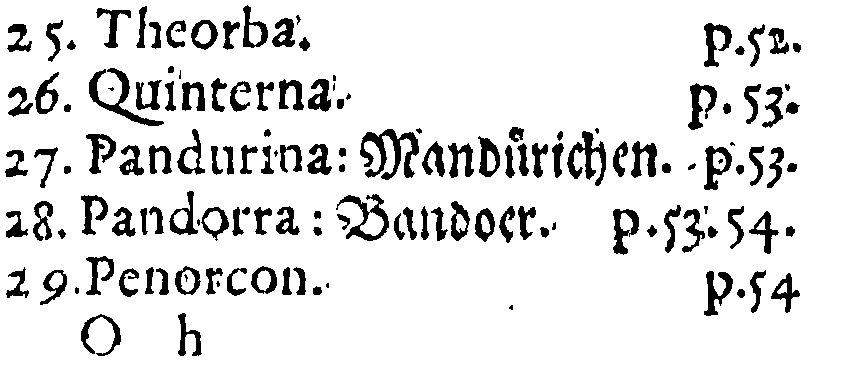 25. Theorba. p.52.
26. Quinterna. p. 53.
27. Pandurina: Mandürichen. p.53.
28. Pandorra: Bandoer. p.53.54.
29. Penorcon. p.54
O h